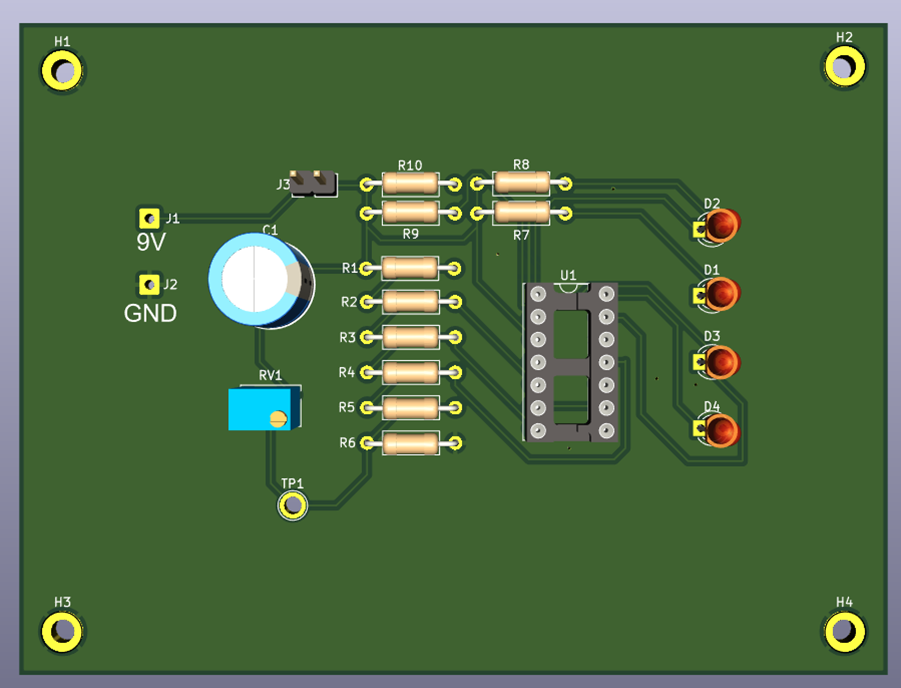 H1
H2
R10
R8
J3
J1
9V
C1
R9
R7
D2
J2
GND
R1
U1
D1
R2
R3
D3
R4
RV1
R5
D4
R6
TP1
H3
H4